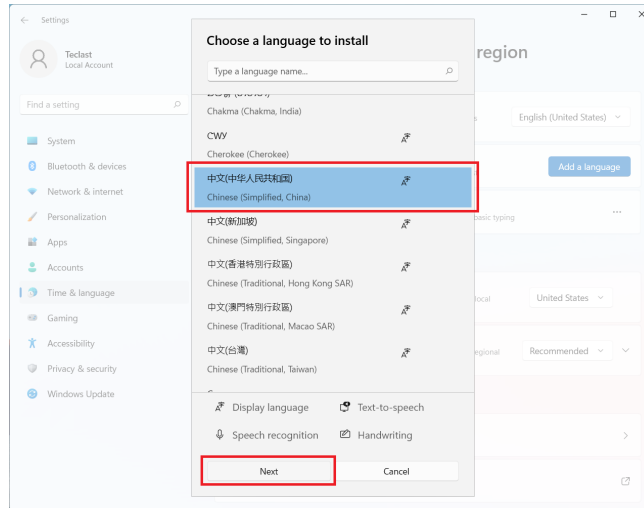 Settings
Teclast
Local Account
Find a setting
System
Bluetooth & devices
Network & internet
Personalization
Apps
Accounts
Time & language
Gaming
Accessibility
Privacy & security
Windows Update
region
English (United States)
Add a language
basic typing
United States
Recommended
Choose a language to install
Type a language name...
Chakma (Chakma, India)
ᏣᎳᎩ
Cherokee (Cherokee)
中文(中华人民共和国)
Chinese (Simplified, China)
中文(新加坡)
Chinese (Simplified, Singapore)
中文(香港特別行政區)
Chinese (Traditional, Hong Kong SAR)
中文(澳門特別行政區)
Chinese (Traditional, Macao SAR)
中文(台灣)
Chinese (Traditional, Taiwan)
Display language
Text-to-speech
Speech recognition
Handwriting
Next
Cancel